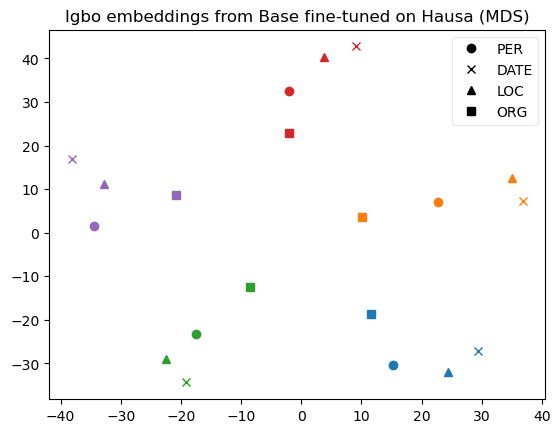 Igbo embeddings from Base fine-tuned on Hausa (MDS)
PER
DATE
LOC
ORG
40
30
20
10
0
−10
−20
−30
−40 −30 −20 −10 0 10 20 30 40